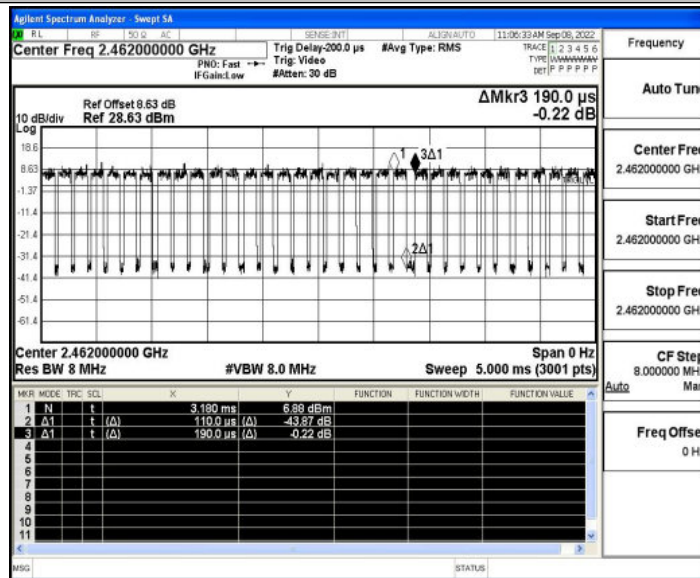 Agilent Spectrum Analyzer - Swept SA
RL RF 50 Ω AC SENSE:INT ALIGNAUTO 11:06:33 AM Sep 08, 2022
Center Freq 2.462000000 GHz
PNO: Fast
IFGain:Low
Trig Delay-200.0 µs
Trig: Video
#Atten: 30 dB
#Avg Type: RMS
TRACE 1 2 3 4 5 6
TYPE
DET P P P P P P
ΔMkr3 190.0 µs
-0.22 dB
Ref Offset 8.63 dB
10 dB/div Ref 28.63 dBm
Log
18.6
8.63
-1.37
-11.4
-21.4
-31.4
-41.4
-51.4
-61.4
1
3Δ1
2Δ1
Center 2.462000000 GHz Span 0 Hz
Res BW 8 MHz #VBW 8.0 MHz Sweep 5.000 ms (3001 pts)
MKR MODE TRC SCL X Y FUNCTION FUNCTION WIDTH FUNCTION VALUE
1 N t 3.180 ms 6.88 dBm
2 Δ1 t (Δ) 110.0 µs (Δ) -43.87 dB
3 Δ1 t (Δ) 190.0 µs (Δ) -0.22 dB
4
5
6
7
8
9
10
11
MSG STATUS
Frequency
Auto Tun
Center Fre
2.462000000 GH
Start Fre
2.462000000 GH
Stop Fre
2.462000000 GH
CF Ste
8.000000 MH
Auto Ma
Freq Offse
0 H